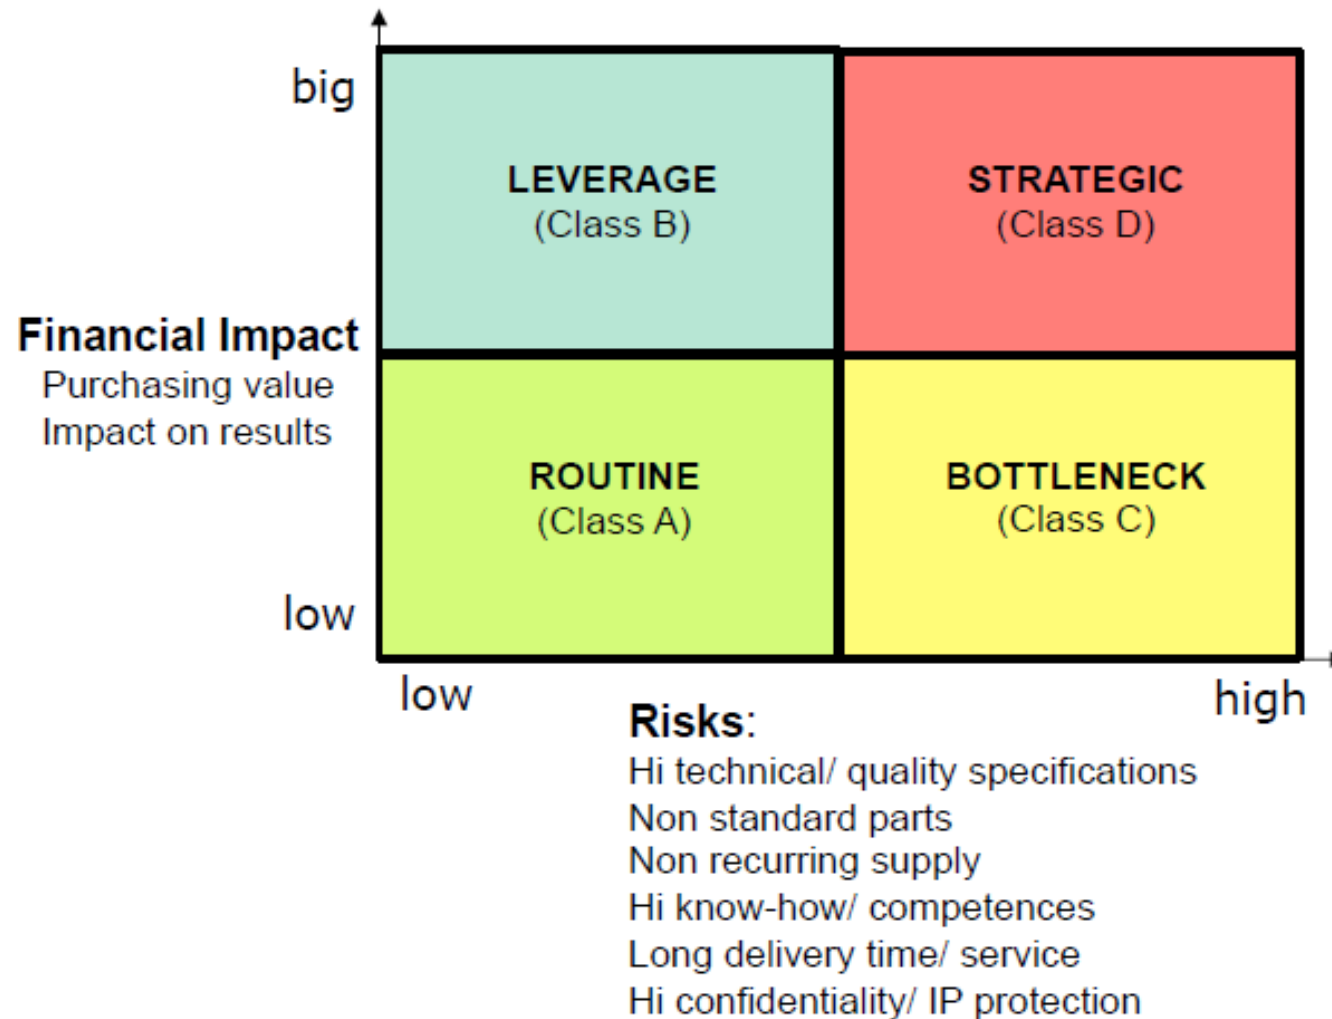 big
LEVERAGE
(Class B)
STRATEGIC
(Class D)
Financial Impact
Purchasing value
Impact on results
ROUTINE
(Class A)
BOTTLENECK
(Class C)
low
low
high
Risks:
Hi technical/ quality specifications
Non standard parts
Non recurring supply
Hi know-how/ competences
Long delivery time/ service
Hi confidentiality/ IP protection